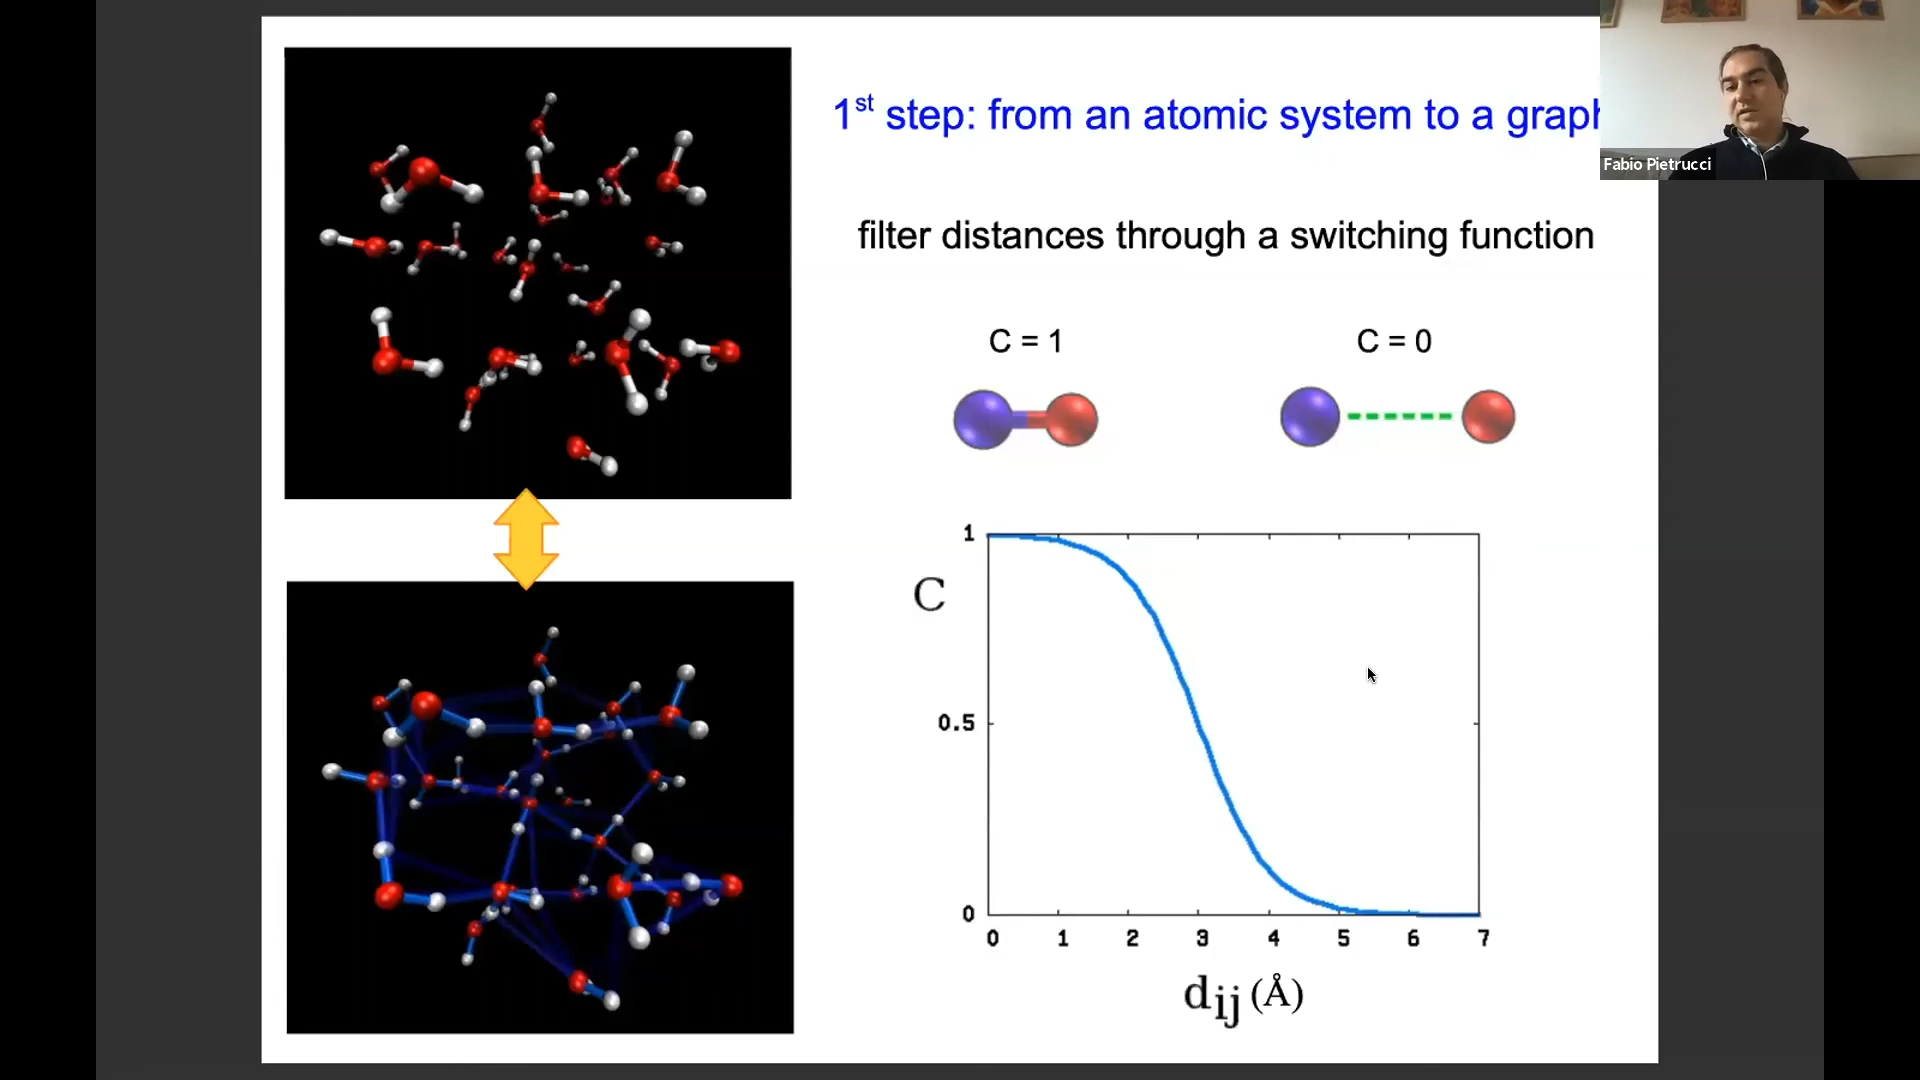 1st step: from an atomic system to a graph
Fabio Pietrucci
filter distances through a switching function
C = 1
C = 0
1
C
0.5
0
0 1 2 3 4 5 6 7
dij (Å)